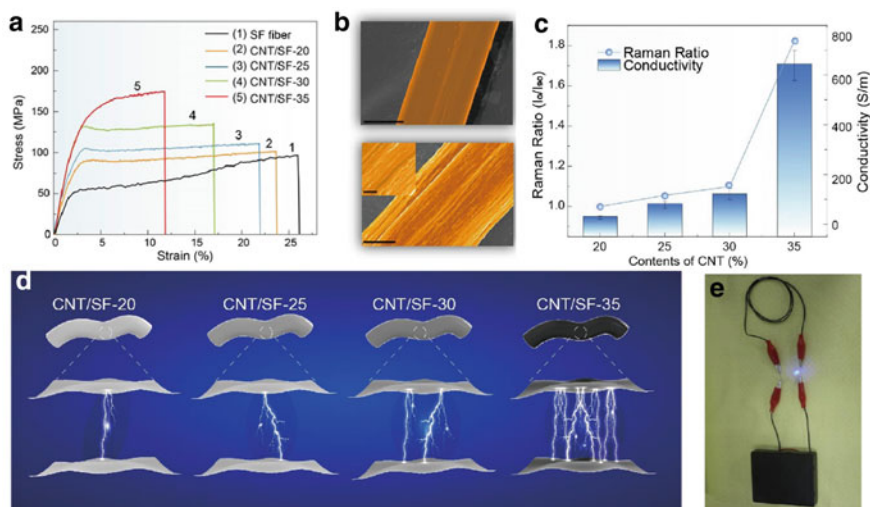 a
Stress (MPa)
250
200
150
100
50
0
0
5
10
15
20
25
Strain (%)
(1) SF fiber
(2) CNT/SF-20
(3) CNT/SF-25
(4) CNT/SF-30
(5) CNT/SF-35
5
4
3
2
1
b
c
Raman Ratio (I₀/I₉₀)
1.8
1.6
1.4
1.2
1.0
Raman Ratio
Conductivity
800
600
400
200
0
Conductivity (S/m)
20
25
30
35
Contents of CNT (%)
d
CNT/SF-20
CNT/SF-25
CNT/SF-30
CNT/SF-35
e